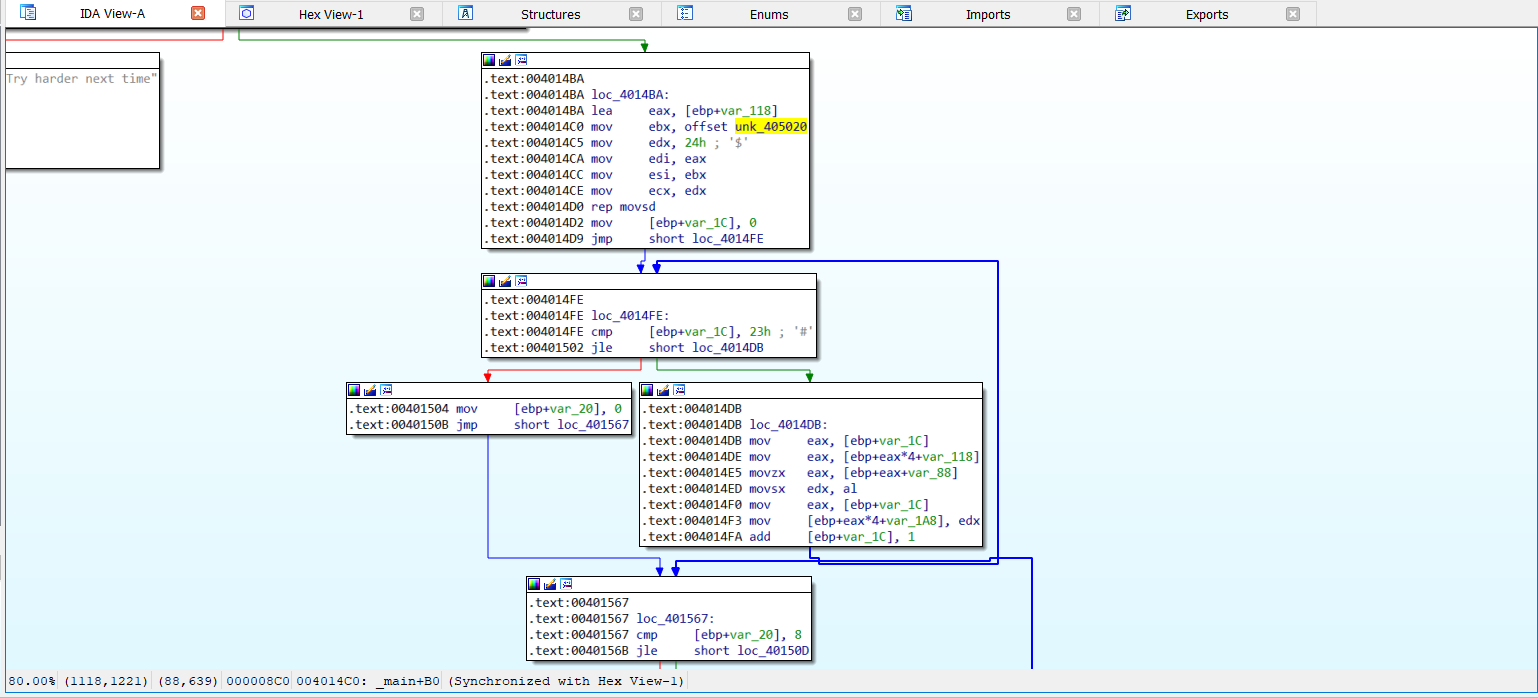 IDA View-A Hex View-1 Structures Enums Imports Exports
Try harder next time"
.text:004014BA
.text:004014BA loc_4014BA:
.text:004014BA lea eax, [ebp+var_118]
.text:004014C0 mov ebx, offset unk_405020
.text:004014C5 mov edx, 24h ; '$'
.text:004014CA mov edi, eax
.text:004014CC mov esi, ebx
.text:004014CE mov ecx, edx
.text:004014D0 rep movsd
.text:004014D2 mov [ebp+var_1C], 0
.text:004014D9 jmp short loc_4014FE
.text:004014FE
.text:004014FE loc_4014FE:
.text:004014FE cmp [ebp+var_1C], 23h ; '#'
.text:00401502 jle short loc_4014DB
.text:00401504 mov [ebp+var_20], 0
.text:0040150B jmp short loc_401567
.text:004014DB
.text:004014DB loc_4014DB:
.text:004014DB mov eax, [ebp+var_1C]
.text:004014DE mov eax, [ebp+eax*4+var_118]
.text:004014E5 movzx eax, [ebp+eax+var_88]
.text:004014ED movsx edx, al
.text:004014F0 mov eax, [ebp+var_1C]
.text:004014F3 mov [ebp+eax*4+var_1A8], edx
.text:004014FA add [ebp+var_1C], 1
.text:00401567
.text:00401567 loc_401567:
.text:00401567 cmp [ebp+var_20], 8
.text:0040156B jle short loc_40150D
80.00% (1118,1221) (88,639) 000008C0 004014C0: _main+B0 (Synchronized with Hex View-1)